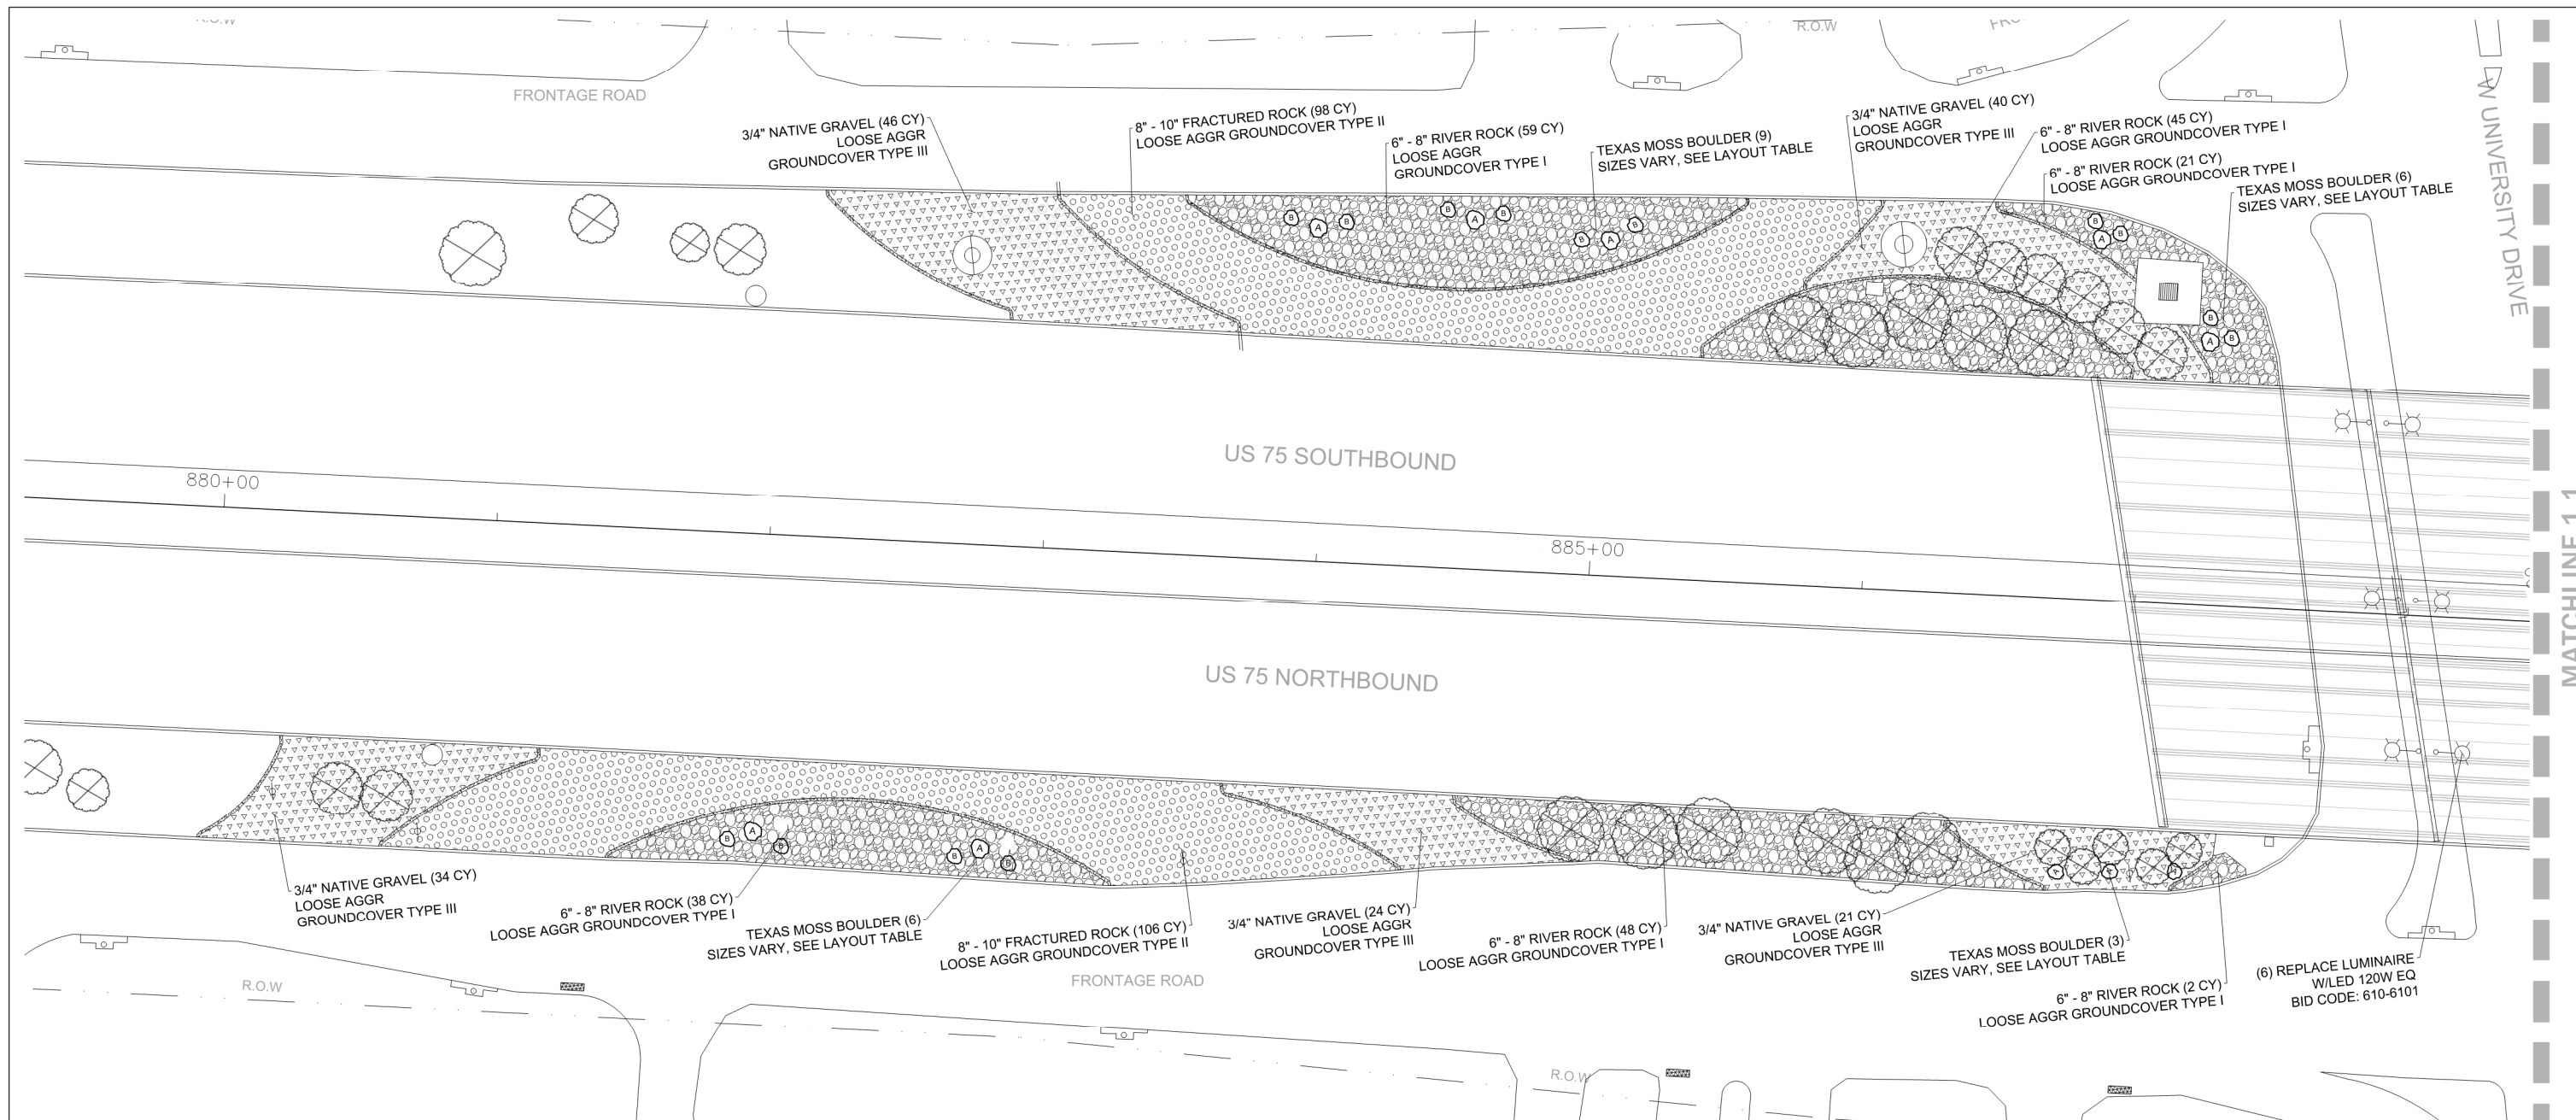 R.O.W
R.O.W
FRONTAGE ROAD
3/4" NATIVE GRAVEL (46 CY)
LOOSE AGGR
GROUNDCOVER TYPE III
8" - 10" FRACTURED ROCK (98 CY)
LOOSE AGGR GROUNDCOVER TYPE II
6" - 8" RIVER ROCK (59 CY)
LOOSE AGGR
GROUNDCOVER TYPE I
TEXAS MOSS BOULDER (9)
SIZES VARY, SEE LAYOUT TABLE
3/4" NATIVE GRAVEL (40 CY)
LOOSE AGGR
GROUNDCOVER TYPE III
6" - 8" RIVER ROCK (45 CY)
LOOSE AGGR GROUNDCOVER TYPE I
6" - 8" RIVER ROCK (21 CY)
LOOSE AGGR GROUNDCOVER TYPE I
TEXAS MOSS BOULDER (6)
SIZES VARY, SEE LAYOUT TABLE
W UNIVERSITY DRIVE
B
A
B
B
A
B
B
A
B
B
A
B
B
A
B
US 75 SOUTHBOUND
880+00
885+00
MATCHLINE 1.1
US 75 NORTHBOUND
B
A
B
B
A
B
A
A
A
3/4" NATIVE GRAVEL (34 CY)
LOOSE AGGR
GROUNDCOVER TYPE III
6" - 8" RIVER ROCK (38 CY)
LOOSE AGGR GROUNDCOVER TYPE I
TEXAS MOSS BOULDER (6)
SIZES VARY, SEE LAYOUT TABLE
8" - 10" FRACTURED ROCK (106 CY)
LOOSE AGGR GROUNDCOVER TYPE II
3/4" NATIVE GRAVEL (24 CY)
LOOSE AGGR
GROUNDCOVER TYPE III
6" - 8" RIVER ROCK (48 CY)
LOOSE AGGR GROUNDCOVER TYPE I
3/4" NATIVE GRAVEL (21 CY)
LOOSE AGGR
GROUNDCOVER TYPE III
TEXAS MOSS BOULDER (3)
SIZES VARY, SEE LAYOUT TABLE
6" - 8" RIVER ROCK (2 CY)
LOOSE AGGR GROUNDCOVER TYPE I
(6) REPLACE LUMINAIRE
W/LED 120W EQ
BID CODE: 610-6101
FRONTAGE ROAD
R.O.W
R.O.W